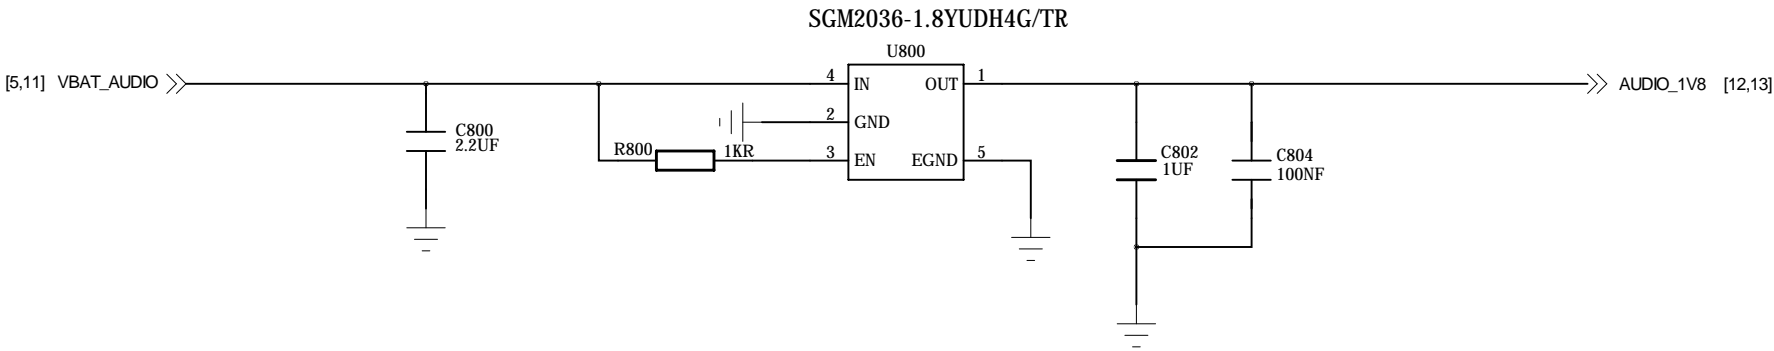 SGM2036-1.8YUDH4G/TR
U800
[5,11] VBAT_AUDIO
4
IN
OUT
1
AUDIO_1V8 [12,13]
2
GND
C800
2.2UF
R800
1KR
3
EN
EGND
5
C802
1UF
C804
100NF